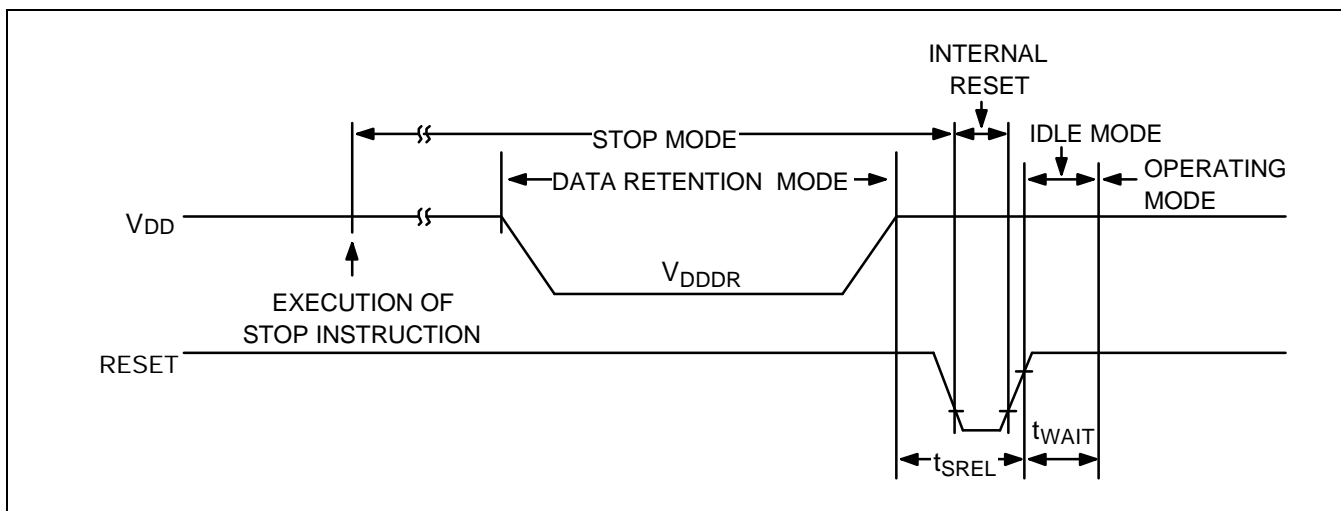 INTERNAL
RESET
IDLE MODE
STOP MODE
OPERATING
MODE
DATA RETENTION MODE
VDD
VDDDR
EXECUTION OF
STOP INSTRUCTION
RESET
tWAIT
tSREL